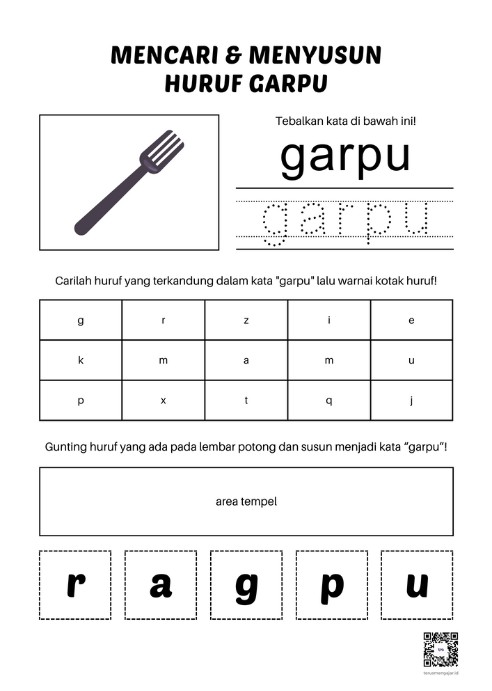 MENCARI & MENYUSUN
HURUF GARPU
Tebalkan kata di bawah ini!
garpu
garpu
Carilah huruf yang terkandung dalam kata "garpu" lalu warnai kotak huruf!
g r z i e
k m a m u
p x t q j
Gunting huruf yang ada pada lembar potong dan susun menjadi kata “garpu”!
area tempel
r a g p u